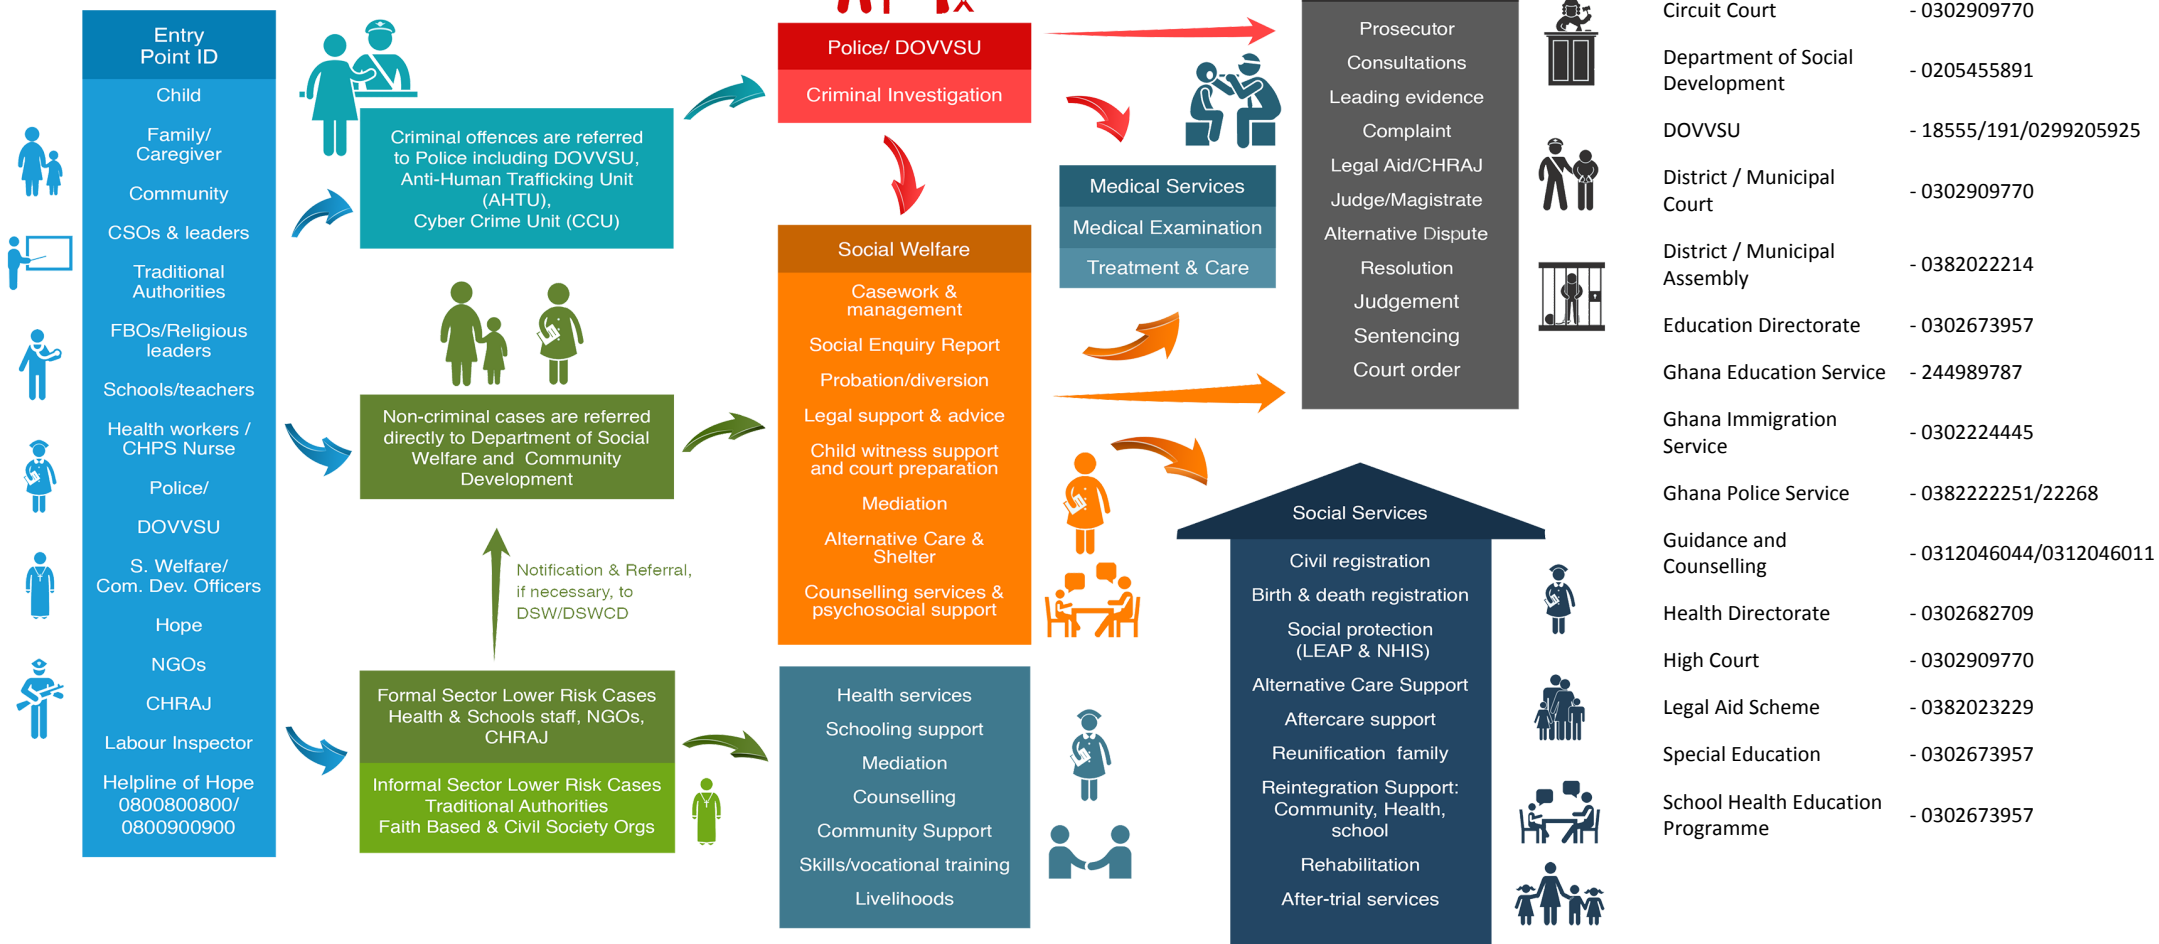 Entry
Point ID
Child
Family/
Caregiver
Community
CSOs & leaders
Traditional
Authorities
FBOs/Religious
leaders
Schools/teachers
Health workers /
CHPS Nurse
Police/
DOVVSU
S. Welfare/
Com. Dev. Officers
Hope
NGOs
CHRAJ
Labour Inspector
Helpline of Hope
0800800800/
0800900900
Criminal offences are referred
to Police including DOVVSU,
Anti-Human Trafficking Unit
(AHTU),
Cyber Crime Unit (CCU)
Non-criminal cases are referred
directly to Department of Social
Welfare and Community
Development
Notification & Referral,
if necessary, to
DSW/DSWCD
Formal Sector Lower Risk Cases
Health & Schools staff, NGOs,
CHRAJ
Informal Sector Lower Risk Cases
Traditional Authorities
Faith Based & Civil Society Orgs
Police/ DOVVSU
Criminal Investigation
Social Welfare
Casework &
management
Social Enquiry Report
Probation/diversion
Legal support & advice
Child witness support
and court preparation
Mediation
Alternative Care &
Shelter
Counselling services &
psychosocial support
Health services
Schooling support
Mediation
Counselling
Community Support
Skills/vocational training
Livelihoods
Medical Services
Medical Examination
Treatment & Care
Prosecutor
Consultations
Leading evidence
Complaint
Legal Aid/CHRAJ
Judge/Magistrate
Alternative Dispute
Resolution
Judgement
Sentencing
Court order
Social Services
Civil registration
Birth & death registration
Social protection
(LEAP & NHIS)
Alternative Care Support
Aftercare support
Reunification family
Reintegration Support:
Community, Health,
school
Rehabilitation
After-trial services
Circuit Court - 0302909770
Department of Social
Development - 0205455891
DOVVSU - 18555/191/0299205925
District / Municipal
Court - 0302909770
District / Municipal
Assembly - 0382022214
Education Directorate - 0302673957
Ghana Education Service - 244989787
Ghana Immigration
Service - 0302224445
Ghana Police Service - 0382222251/22268
Guidance and
Counselling - 0312046044/0312046011
Health Directorate - 0302682709
High Court - 0302909770
Legal Aid Scheme - 0382023229
Special Education - 0302673957
School Health Education
Programme - 0302673957